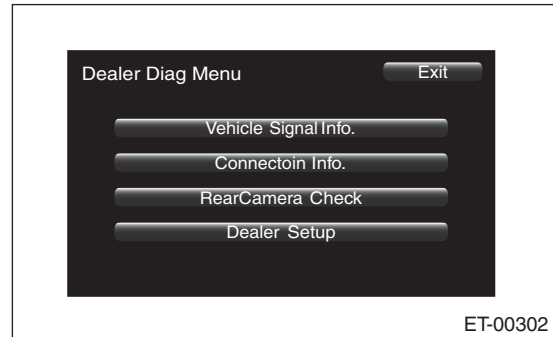 Dealer Diag Menu
Exit
Vehicle Signal Info.
Connectoin Info.
RearCamera Check
Dealer Setup
ET-00302